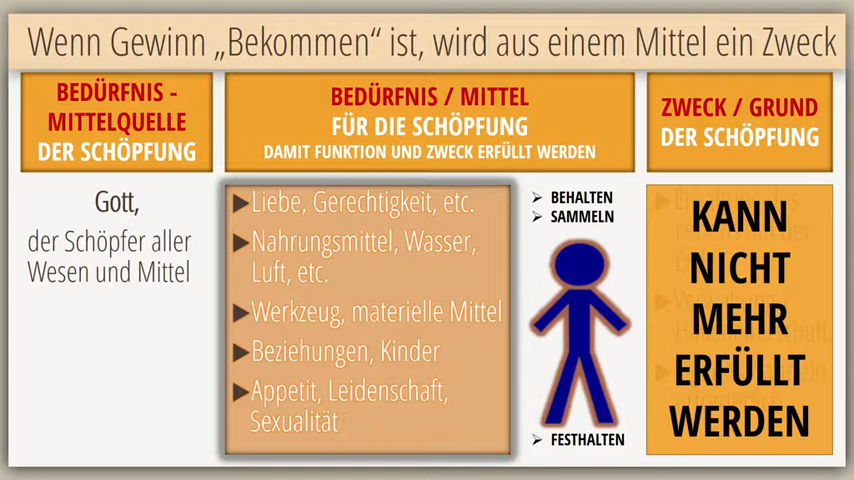 Wenn Gewinn „Bekommen“ ist, wird aus einem Mittel ein Zweck
BEDÜRFNIS -
MITTELQUELLE
DER SCHÖPFUNG
BEDÜRFNIS / MITTEL
FÜR DIE SCHÖPFUNG
DAMIT FUNKTION UND ZWECK ERFÜLLT WERDEN
ZWECK / GRUND
DER SCHÖPFUNG
Gott,
der Schöpfer aller
Wesen und Mittel
Liebe, Gerechtigkeit, etc.
Nahrungsmittel, Wasser,
Luft, etc.
Werkzeug, materielle Mittel
Beziehungen, Kinder
Appetit, Leidenschaft,
Sexualität
BEHALTEN
SAMMELN
FESTHALTEN
KANN
NICHT
MEHR
ERFÜLLT
WERDEN